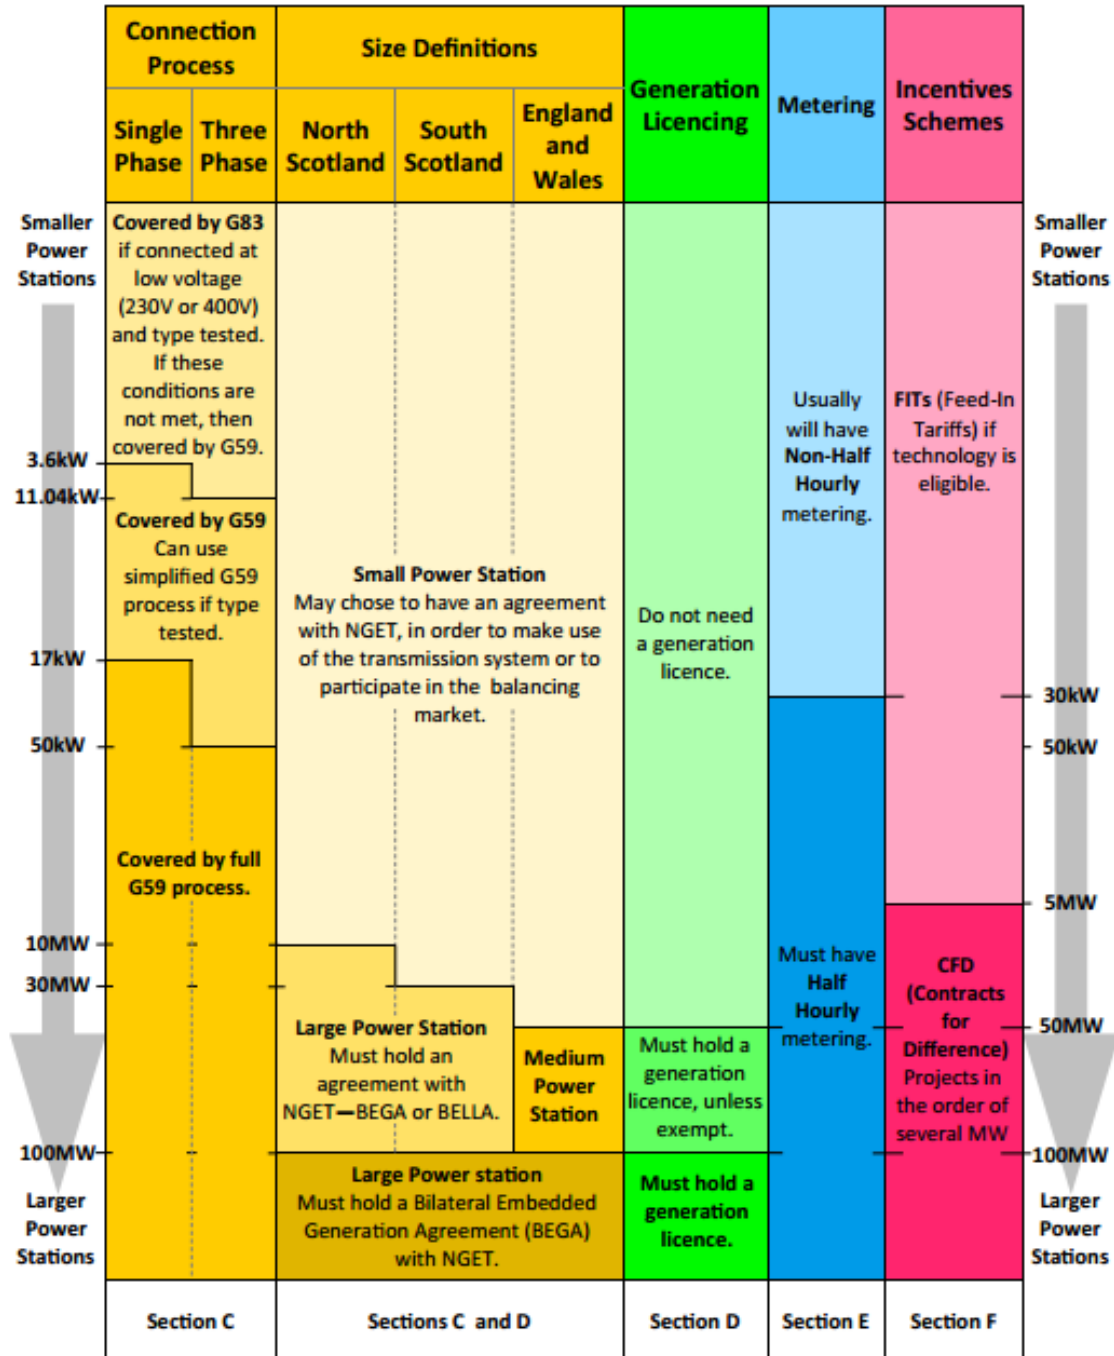 Connection
Process
Size Definitions
Generation
Licencing
Metering
Incentives
Schemes
Single
Phase
Three
Phase
North
Scotland
South
Scotland
England
and
Wales
Smaller
Power
Stations
3.6kW
11.04kW
17kW
50kW
10MW
30MW
100MW
Larger
Power
Stations
Covered by G83
if connected at
low voltage
(230V or 400V)
and type tested.
If these
conditions are
not met, then
covered by G59.
Covered by G59
Can use
simplified G59
process if type
tested.
Covered by full
G59 process.
Small Power Station
May chose to have an agreement
with NGET, in order to make use
of the transmission system or to
participate in the balancing
market.
Large Power Station
Must hold an
agreement with
NGET—BEGA or BELLA.
Medium
Power
Station
Large Power station
Must hold a Bilateral Embedded
Generation Agreement (BEGA)
with NGET.
Do not need
a generation
licence.
Must hold a
generation
licence, unless
exempt.
Must hold a
generation
licence.
Usually
will have
Non-Half
Hourly
metering.
Must have
Half
Hourly
metering.
FITs (Feed-In
Tariffs) if
technology is
eligible.
CFD
(Contracts
for
Difference)
Projects in
the order of
several MW
Smaller
Power
Stations
30kW
50kW
5MW
50MW
100MW
Larger
Power
Stations
Section C
Sections C and D
Section D
Section E
Section F